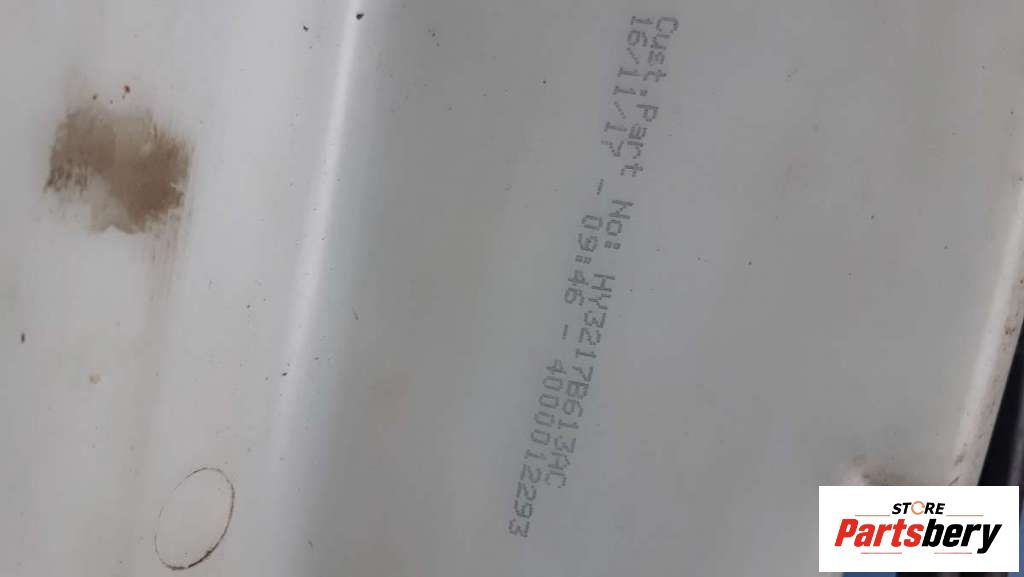 Cust.Part No: HY3217B613AC
16/11/17 - 09:46 - 4000012293
STORE
Partsbery